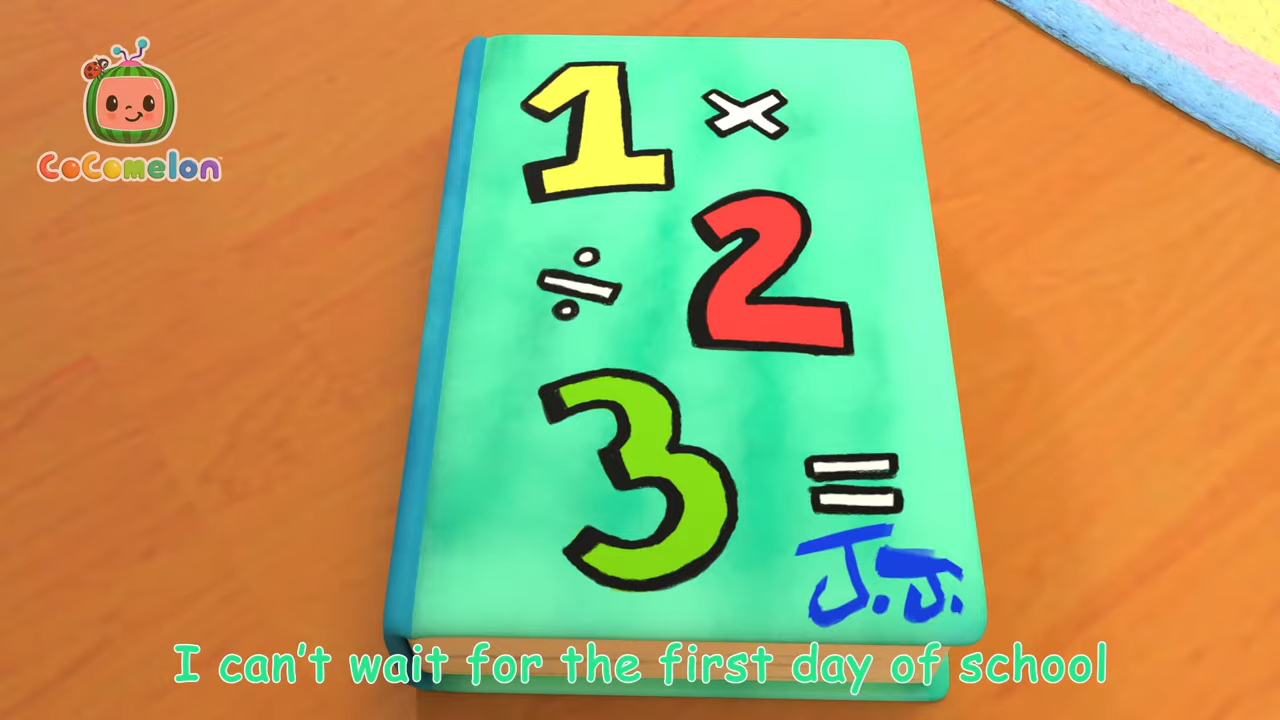 CoComelon
1 ×
÷ 2
3 =
J.J.
I can't wait for the first day of school